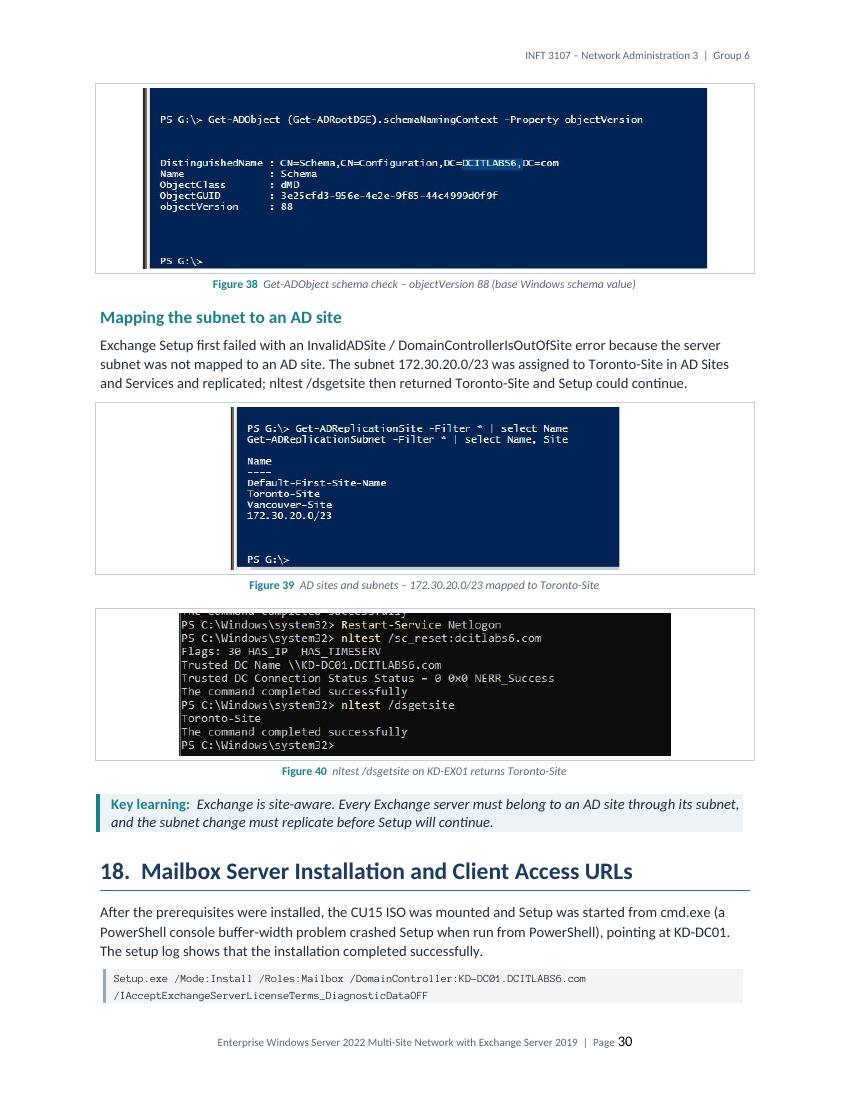 INFT 3107 – Network Administration 3 | Group 6
PS G:\> Get-ADObject (Get-ADRootDSE).schemaNamingContext -Property objectVersion
DistinguishedName : CN=Schema,CN=Configuration,DC=DCITLABS6,DC=com
Name : Schema
ObjectClass : dMD
ObjectGUID : 3e25cfd3-956e-4e2e-9f85-44c4999d0f9f
objectVersion : 88
PS G:\>
Figure 38 Get-ADObject schema check – objectVersion 88 (base Windows schema value)
Mapping the subnet to an AD site
Exchange Setup first failed with an InvalidADSite / DomainControllerIsOutOfSite error because the server
subnet was not mapped to an AD site. The subnet 172.30.20.0/23 was assigned to Toronto-Site in AD Sites
and Services and replicated; nltest /dsgetsite then returned Toronto-Site and Setup could continue.
PS G:\> Get-ADReplicationSite -Filter * | select Name
Get-ADReplicationSubnet -Filter * | select Name, Site
Name
----
Default-First-Site-Name
Toronto-Site
Vancouver-Site
172.30.20.0/23
PS G:\>
Figure 39 AD sites and subnets – 172.30.20.0/23 mapped to Toronto-Site
The command completed successfully
PS C:\Windows\system32> Restart-Service Netlogon
PS C:\Windows\system32> nltest /sc_reset:dcitlabs6.com
Flags: 30 HAS_IP HAS_TIMESERV
Trusted DC Name \\KD-DC01.DCITLABS6.com
Trusted DC Connection Status Status = 0 0x0 NERR_Success
The command completed successfully
PS C:\Windows\system32> nltest /dsgetsite
Toronto-Site
The command completed successfully
PS C:\Windows\system32>
Figure 40 nltest /dsgetsite on KD-EX01 returns Toronto-Site
Key learning: Exchange is site-aware. Every Exchange server must belong to an AD site through its subnet,
and the subnet change must replicate before Setup will continue.
18. Mailbox Server Installation and Client Access URLs
After the prerequisites were installed, the CU15 ISO was mounted and Setup was started from cmd.exe (a
PowerShell console buffer-width problem crashed Setup when run from PowerShell), pointing at KD-DC01.
The setup log shows that the installation completed successfully.
Setup.exe /Mode:Install /Roles:Mailbox /DomainController:KD-DC01.DCITLABS6.com
/IAcceptExchangeServerLicenseTerms_DiagnosticDataOFF
Enterprise Windows Server 2022 Multi-Site Network with Exchange Server 2019 | Page 30